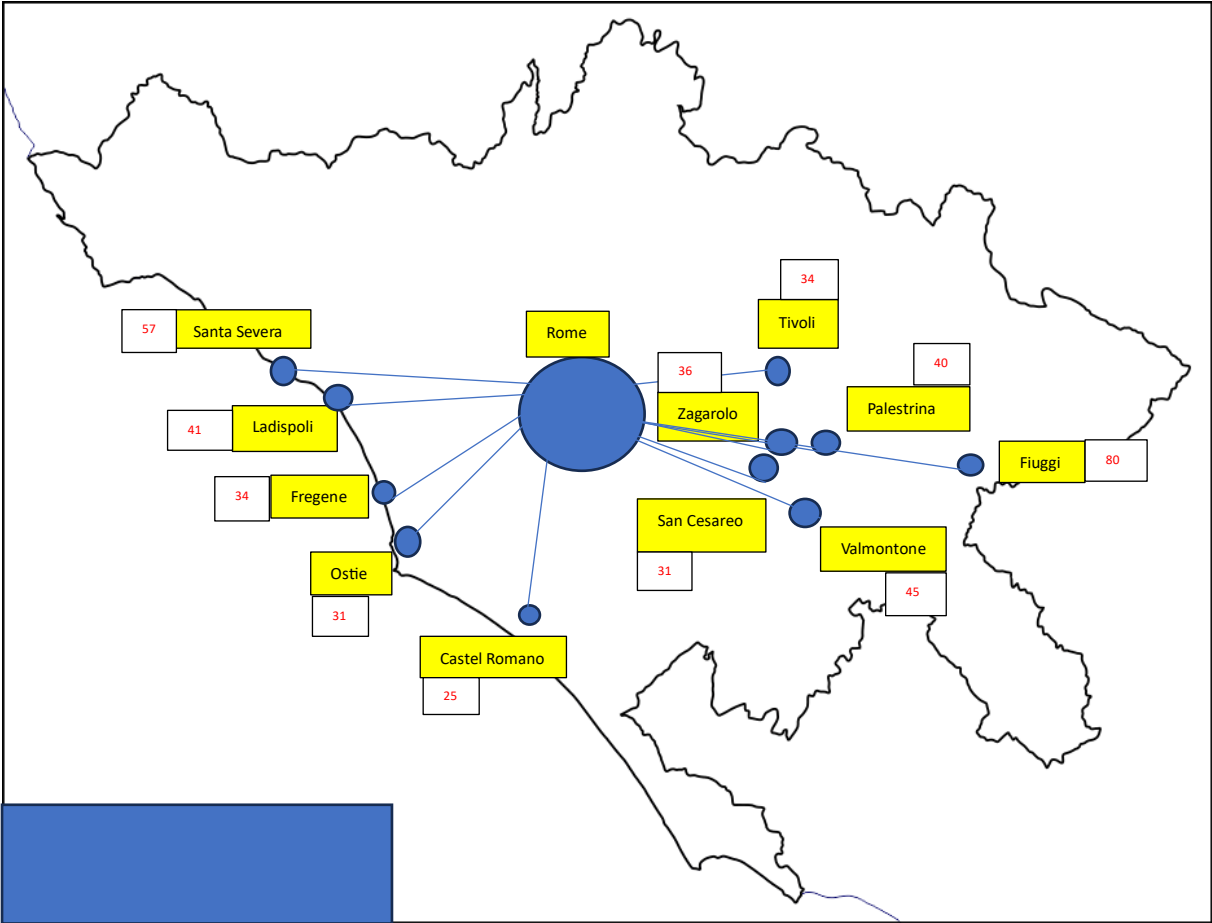 34
Tivoli
57
Santa Severa
Rome
36
Zagarolo
40
Palestrina
41
Ladispoli
Fiuggi
80
34
Fregene
San Cesareo
31
Valmontone
45
Ostie
31
Castel Romano
25